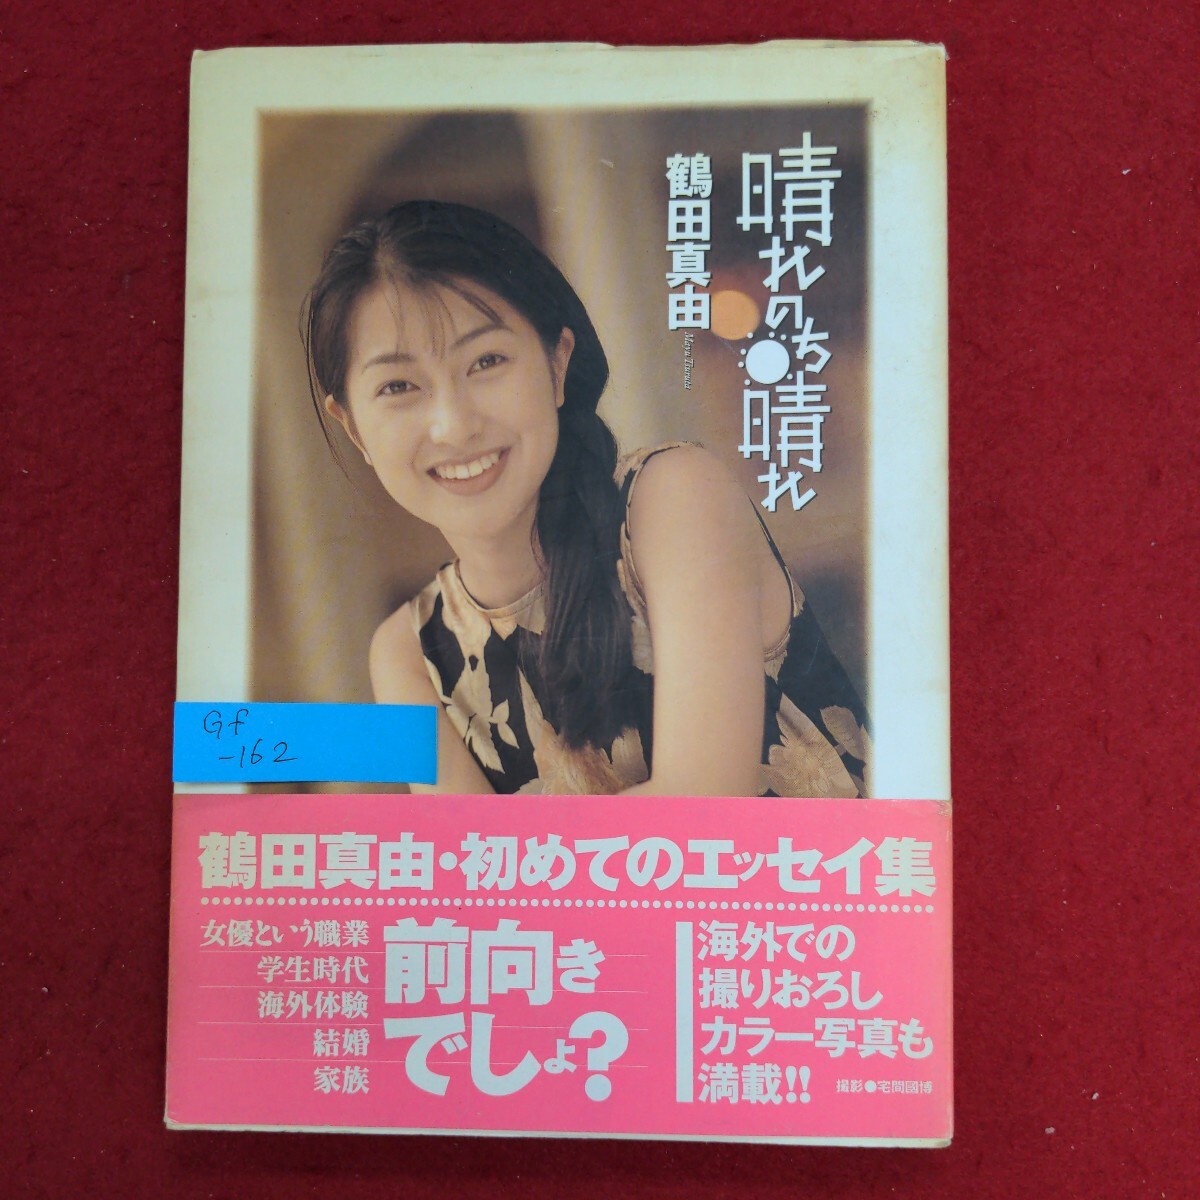 晴れのち晴れ
鶴田真由
Mayu Tsuruta
Gf
-162
鶴田真由・初めてのエッセイ集
女優という職業
学生時代
海外体験
結婚
家族
前向き
でしょ?
海外での
撮りおろし
カラー写真も
満載!!
撮影●宅間國博